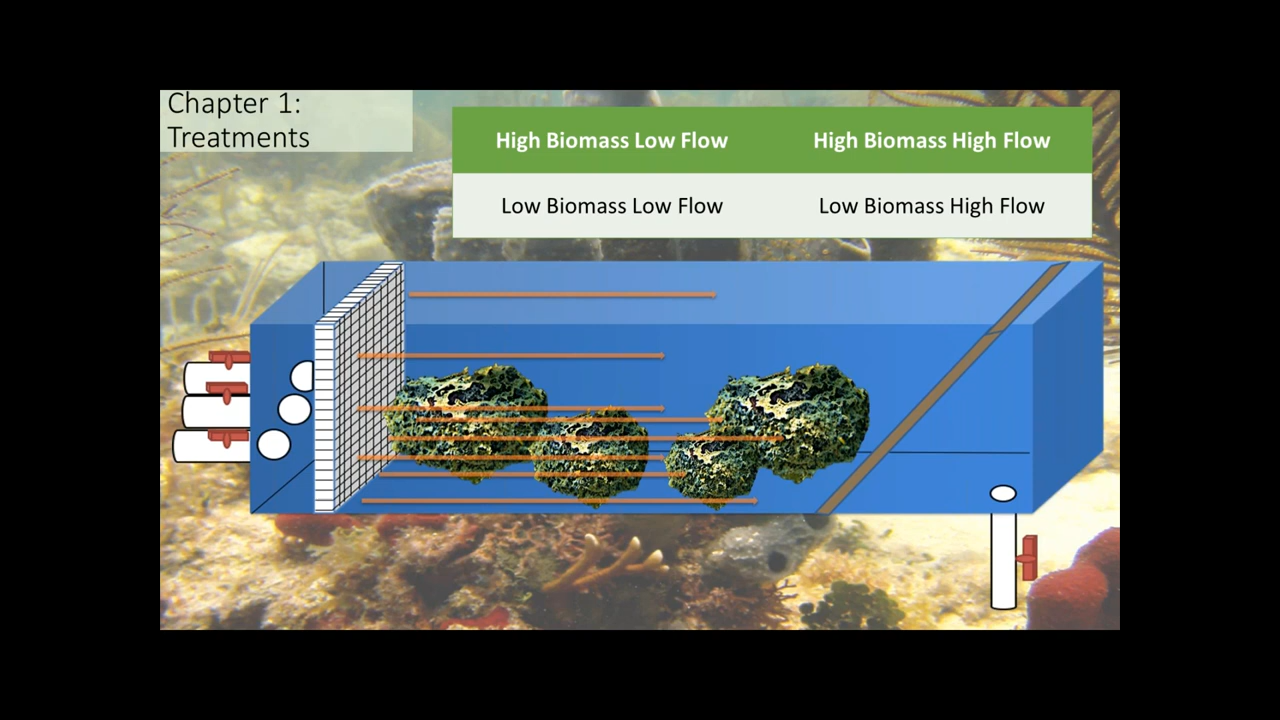 Chapter 1:
Treatments
High Biomass Low Flow High Biomass High Flow
Low Biomass Low Flow Low Biomass High Flow